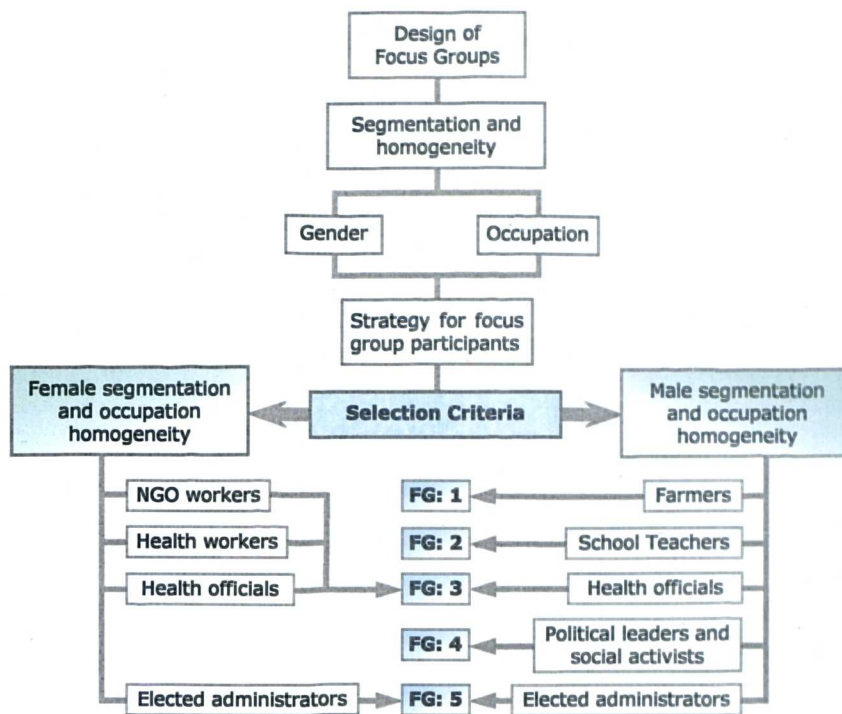 Design of
Focus Groups
Segmentation and
homogeneity
Gender
Occupation
Strategy for focus
group participants
Female segmentation
and occupation
homogeneity
Selection Criteria
Male segmentation
and occupation
homogeneity
NGO workers
FG: 1
Farmers
Health workers
FG: 2
School Teachers
Health officials
FG: 3
Health officials
FG: 4
Political leaders and
social activists
Elected administrators
FG: 5
Elected administrators